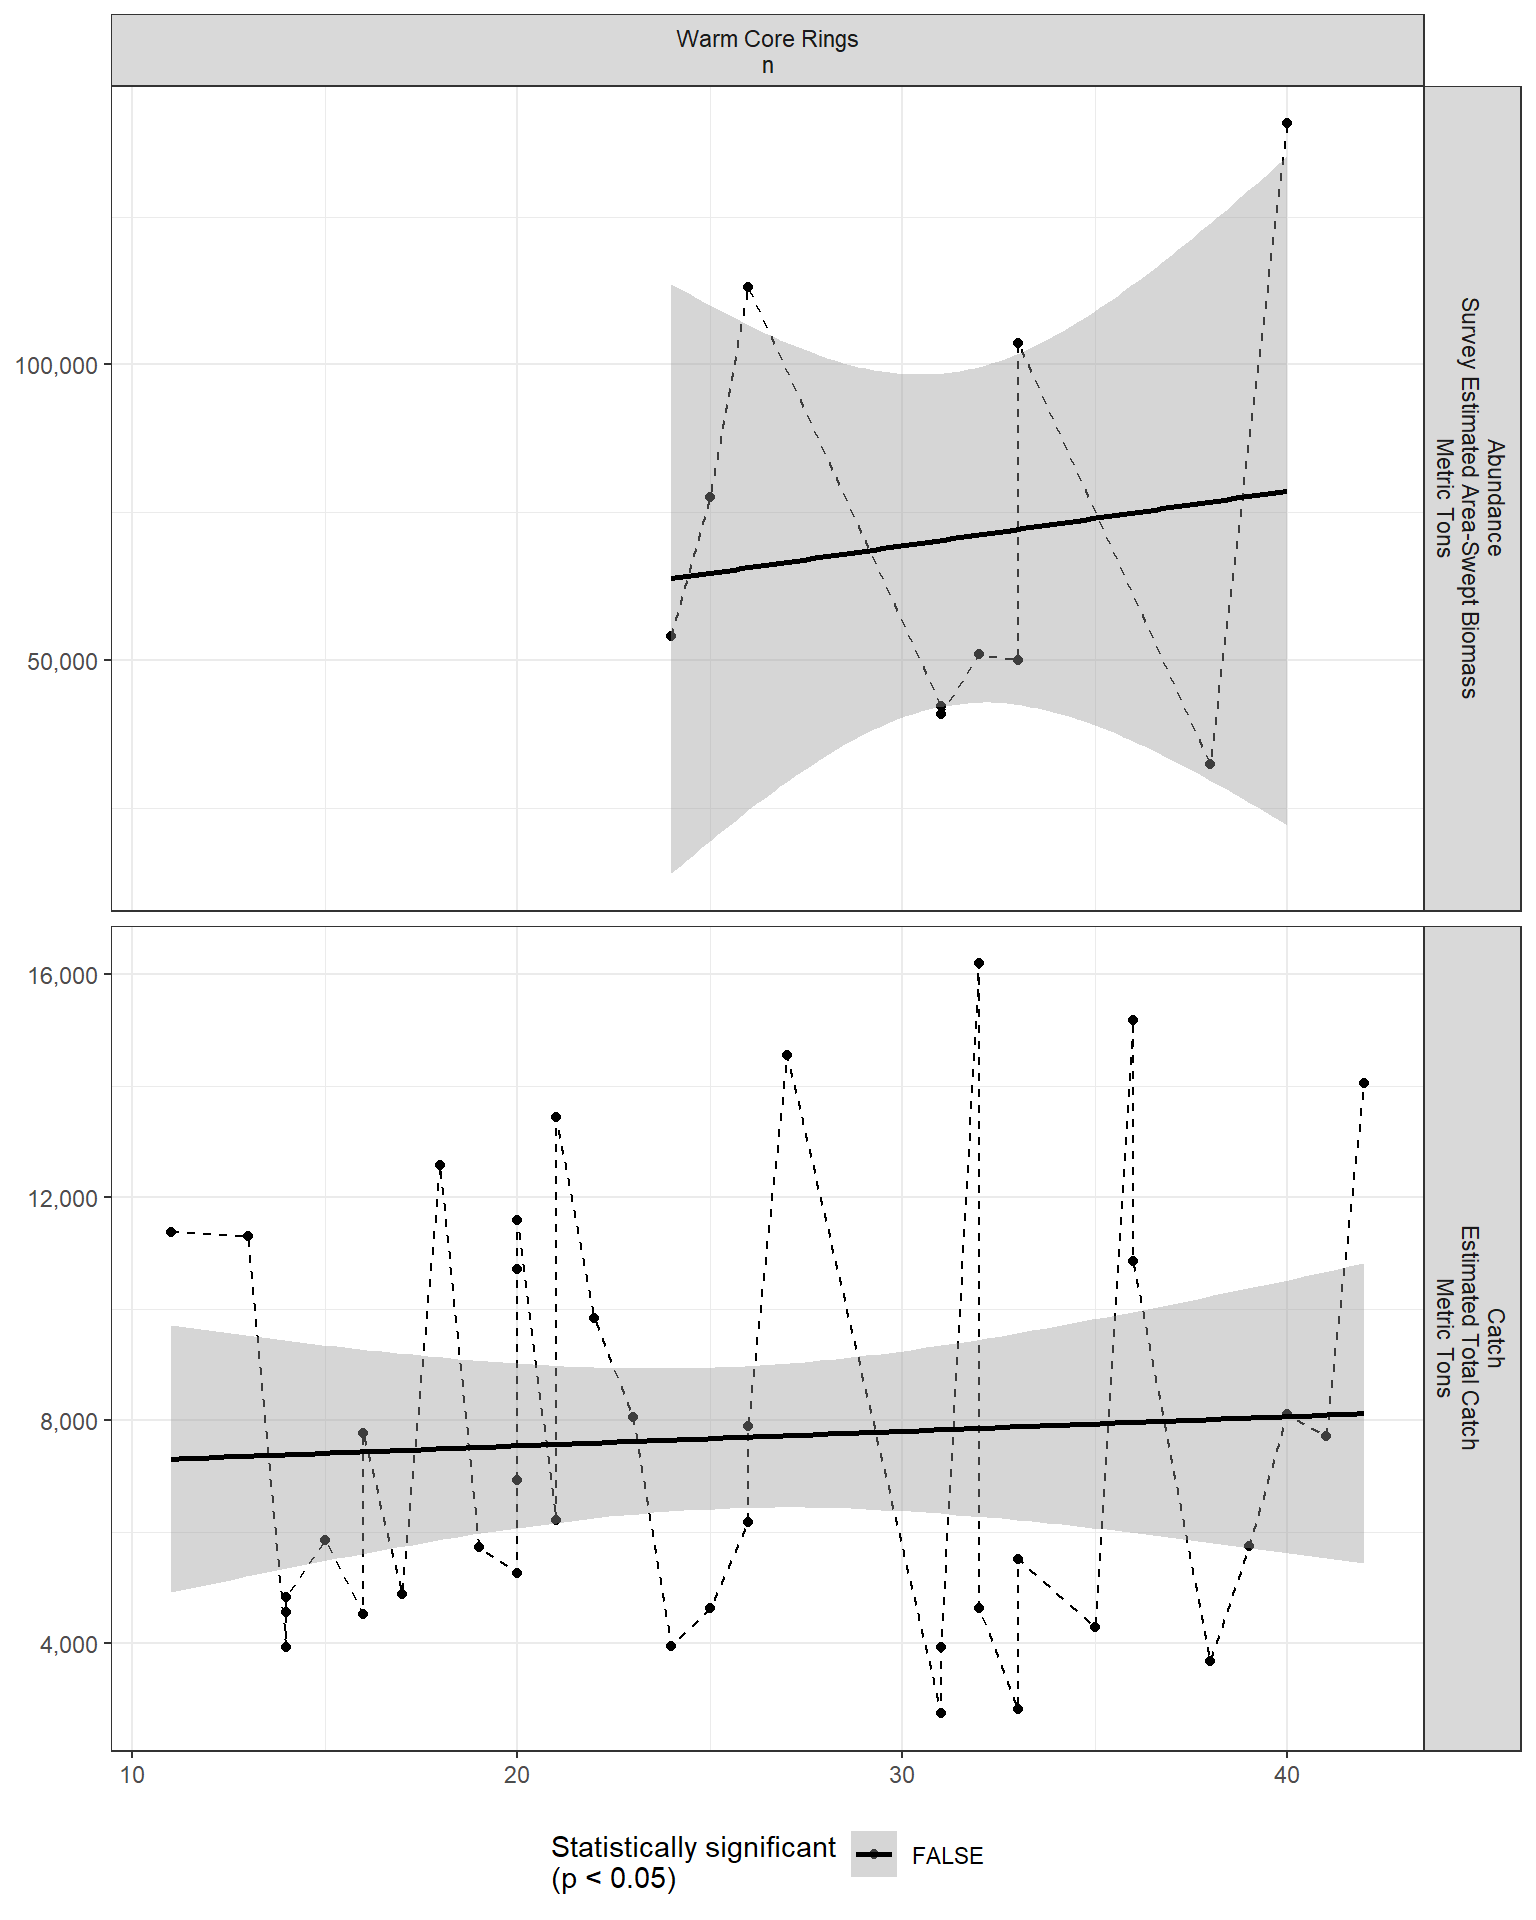 Warm Core Rings
n
100,000
50,000
Abundance
Survey Estimated Area-Swept Biomass
Metric Tons
16,000
12,000
8,000
4,000
Catch
Estimated Total Catch
Metric Tons
10 20 30 40
Statistically significant
(p < 0.05)
FALSE